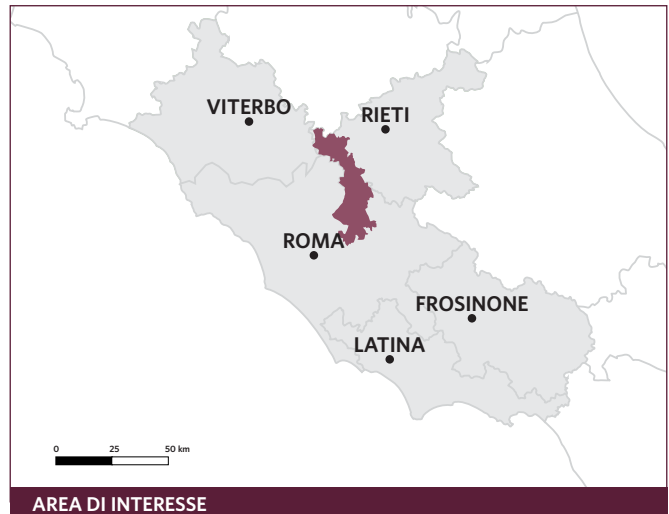 VITERBO
RIETI
ROMA
FROSINONE
LATINA
0 25 50 km
AREA DI INTERESSE